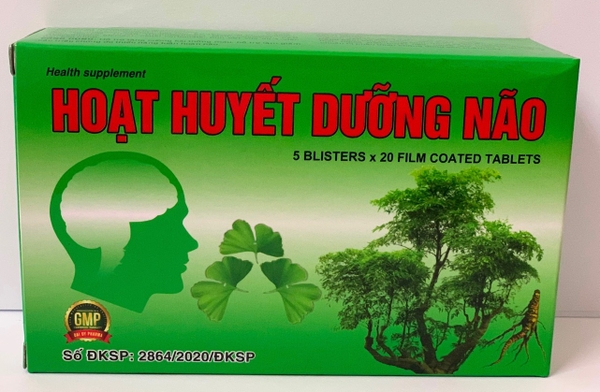 Health supplement
HOẠT HUYẾT DƯỠNG NÃO
5 BLISTERS x 20 FILM COATED TABLETS
GMP
Số ĐKSP: 2864/2020/ĐKSP